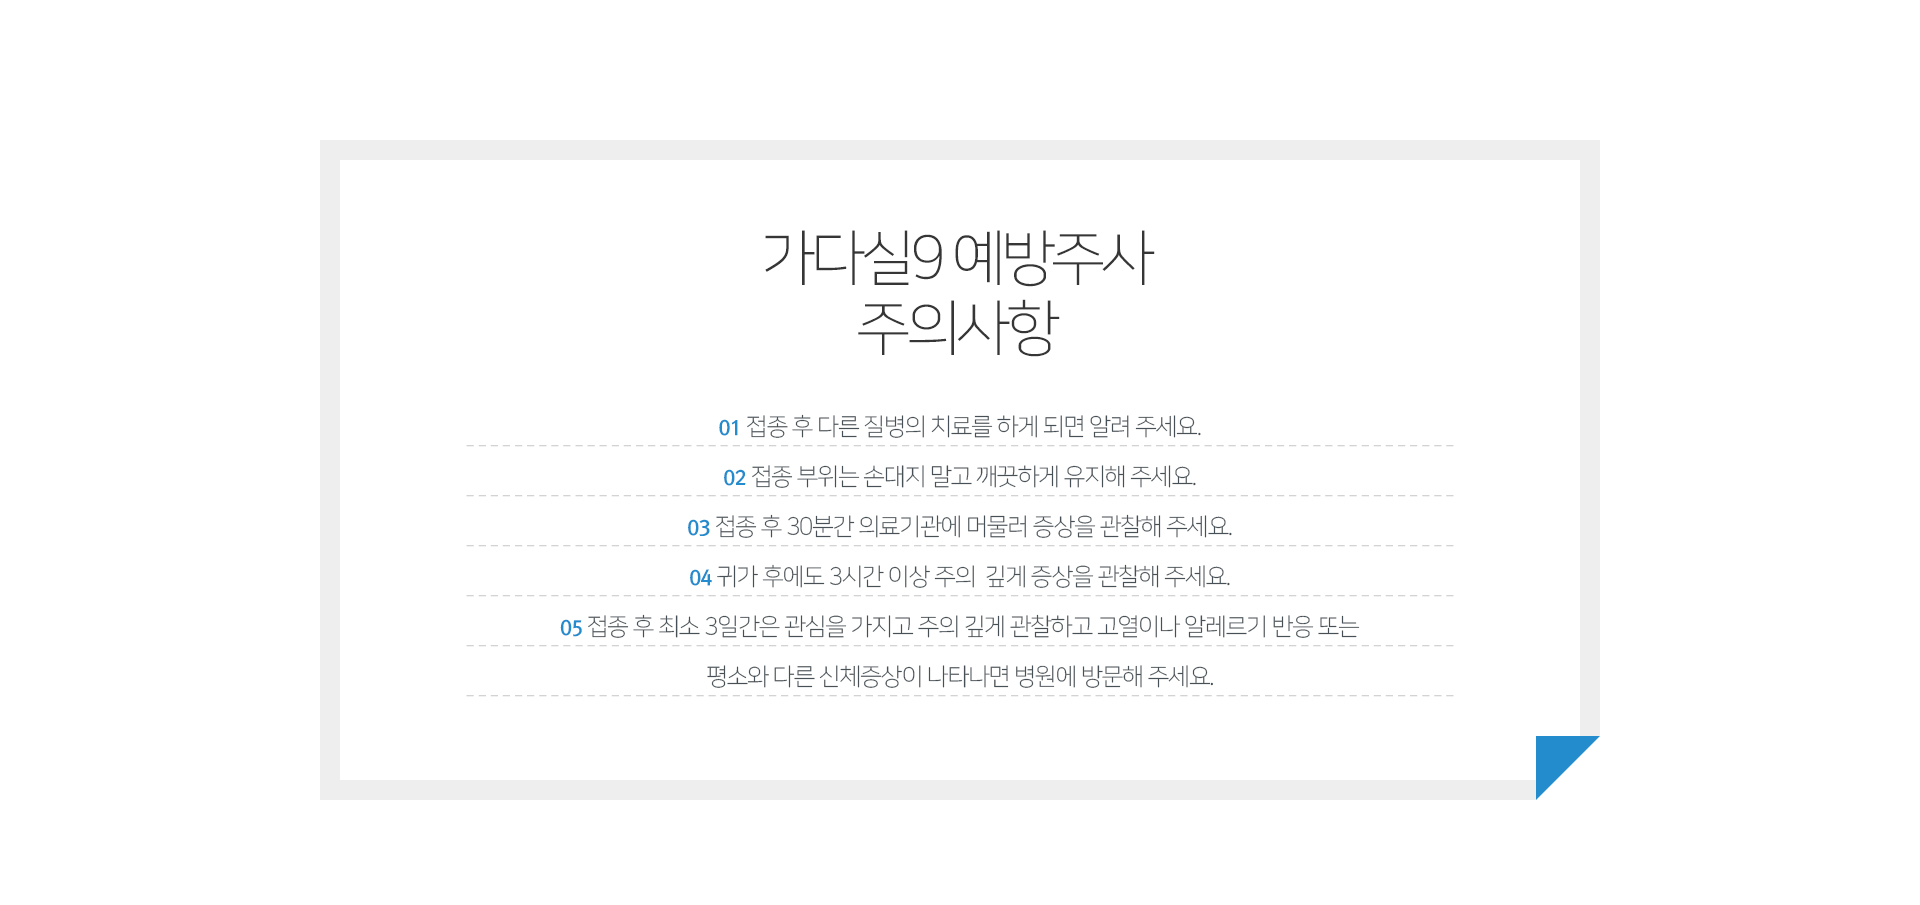 가다실9 예방주사
주의사항
01 접종 후 다른 질병의 치료를 하게 되면 알려 주세요.
02 접종 부위는 손대지 말고 깨끗하게 유지해 주세요.
03 접종 후 30분간 의료기관에 머물러 증상을 관찰해 주세요.
04 귀가 후에도 3시간 이상 주의  깊게 증상을 관찰해 주세요.
05 접종 후 최소 3일간은 관심을 가지고 주의 깊게 관찰하고 고열이나 알레르기 반응 또는
평소와 다른 신체증상이 나타나면 병원에 방문해 주세요.